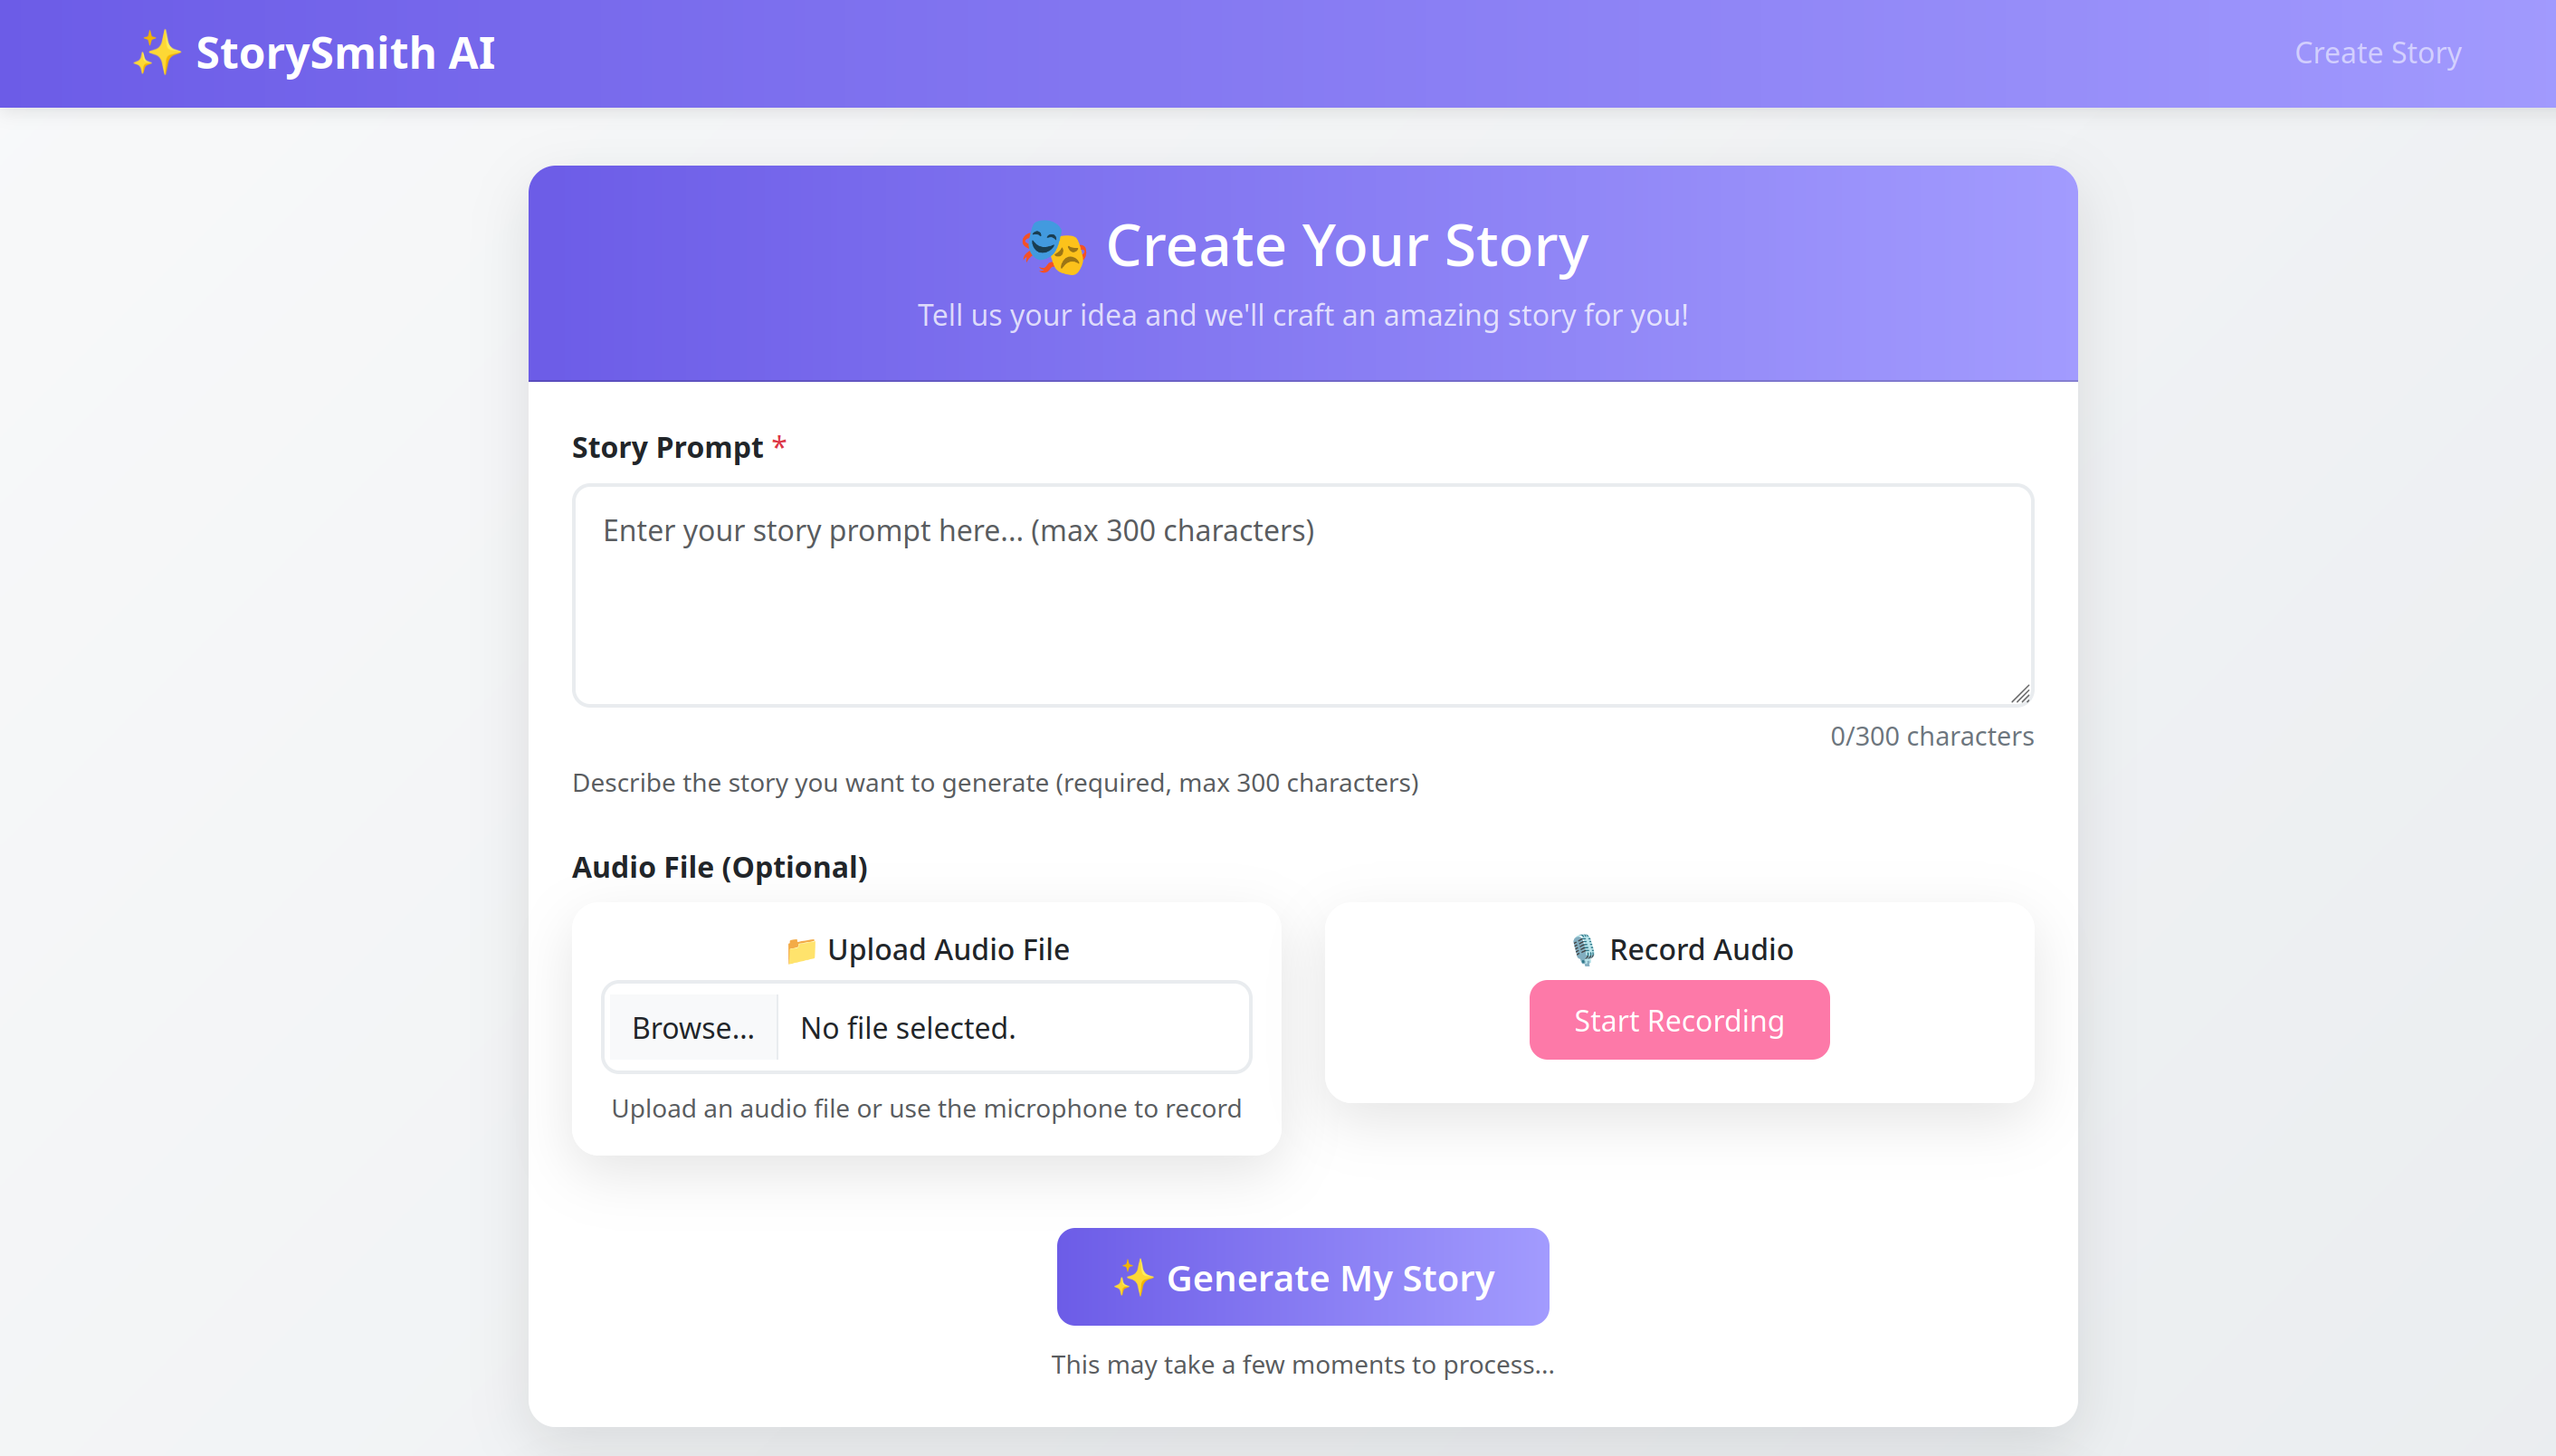 ✨ StorySmith AI
Create Story
🎭 Create Your Story
Tell us your idea and we'll craft an amazing story for you!
Story Prompt *
Enter your story prompt here... (max 300 characters)
0/300 characters
Describe the story you want to generate (required, max 300 characters)
Audio File (Optional)
📁 Upload Audio File
Browse... No file selected.
Upload an audio file or use the microphone to record
🎙️ Record Audio
Start Recording
✨ Generate My Story
This may take a few moments to process...